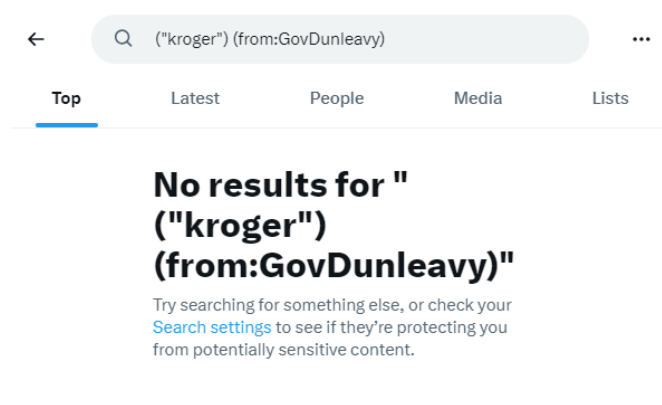 ("kroger") (from:GovDunleavy)
Top Latest People Media Lists
No results for "
("kroger")
(from:GovDunleavy)"
Try searching for something else, or check your
Search settings to see if they’re protecting you
from potentially sensitive content.